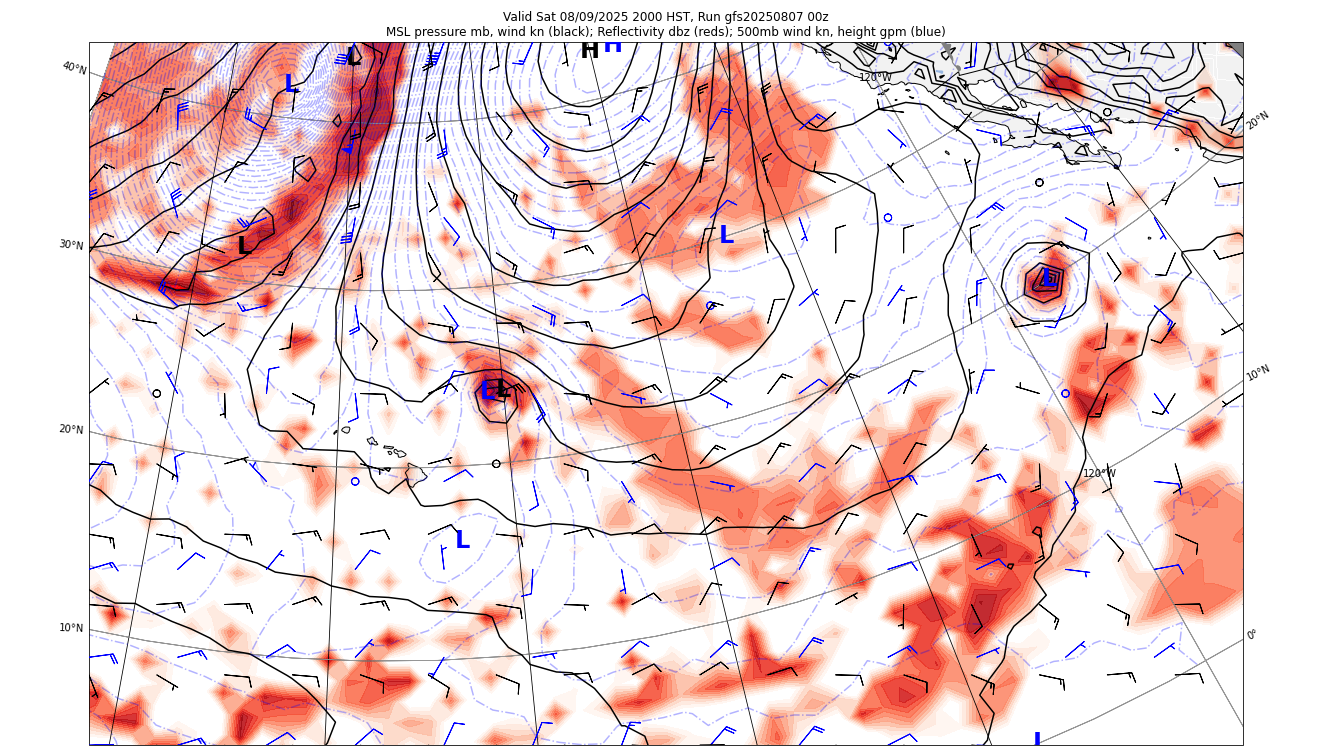 Valid Sat 08/09/2025 2000 HST, Run gfs20250807 00z
MSL pressure mb, wind kn (black); Reflectivity dbz (reds); 500mb wind kn, height gpm (blue)
L
H
H
40°N
L
120°W
20°N
30°N
L
L
L
10°N
L
L
20°N
120°W
L
10°N
0°
L